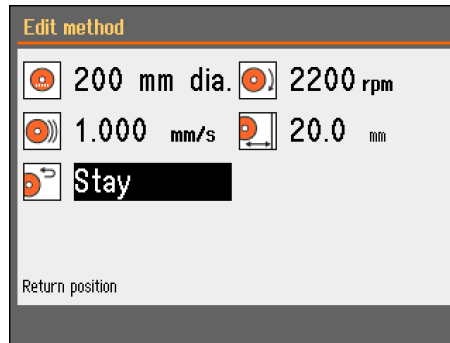 Edit method
200 mm dia. 2200 rpm
1.000 mm/s 20.0 mm
Stay
Return position